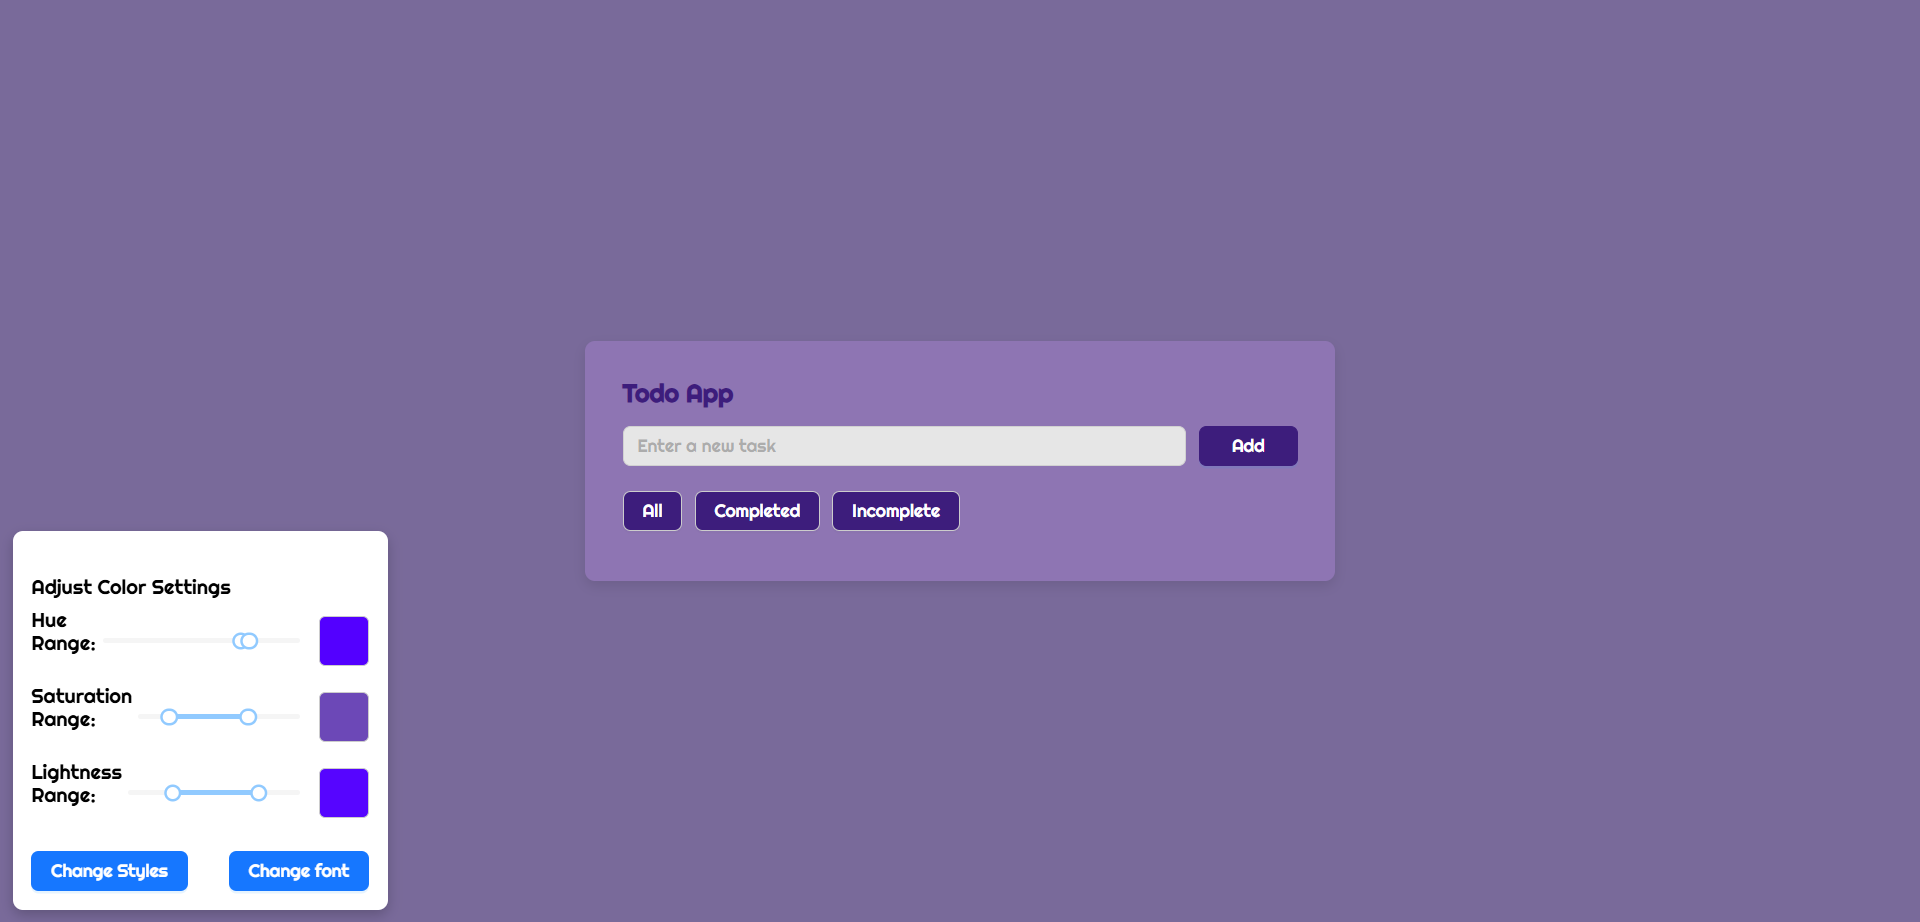 Todo App
Enter a new task
Add
All
Completed
Incomplete
Adjust Color Settings
Hue
Range:
Saturation
Range:
Lightness
Range:
Change Styles
Change font